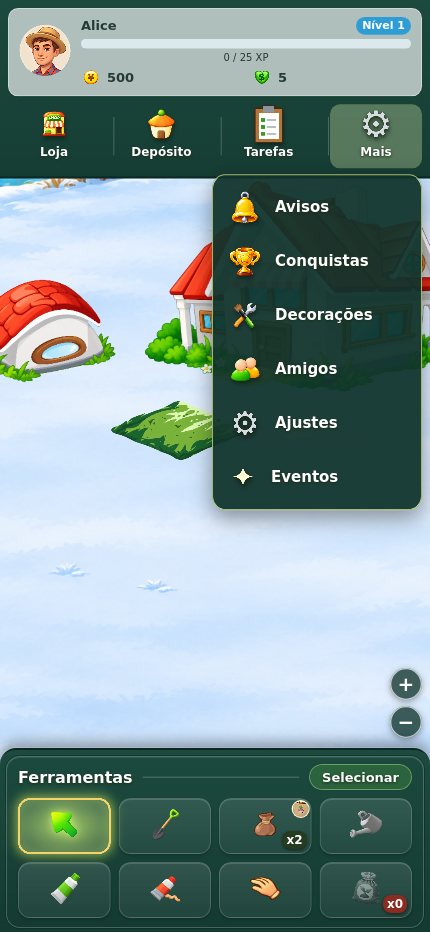 Alice
Nível 1
0 / 25 XP
500
5
Loja
Depósito
Tarefas
Mais
Avisos
Conquistas
Decorações
Amigos
Ajustes
Eventos
+
−
Ferramentas
Selecionar
x2
x0